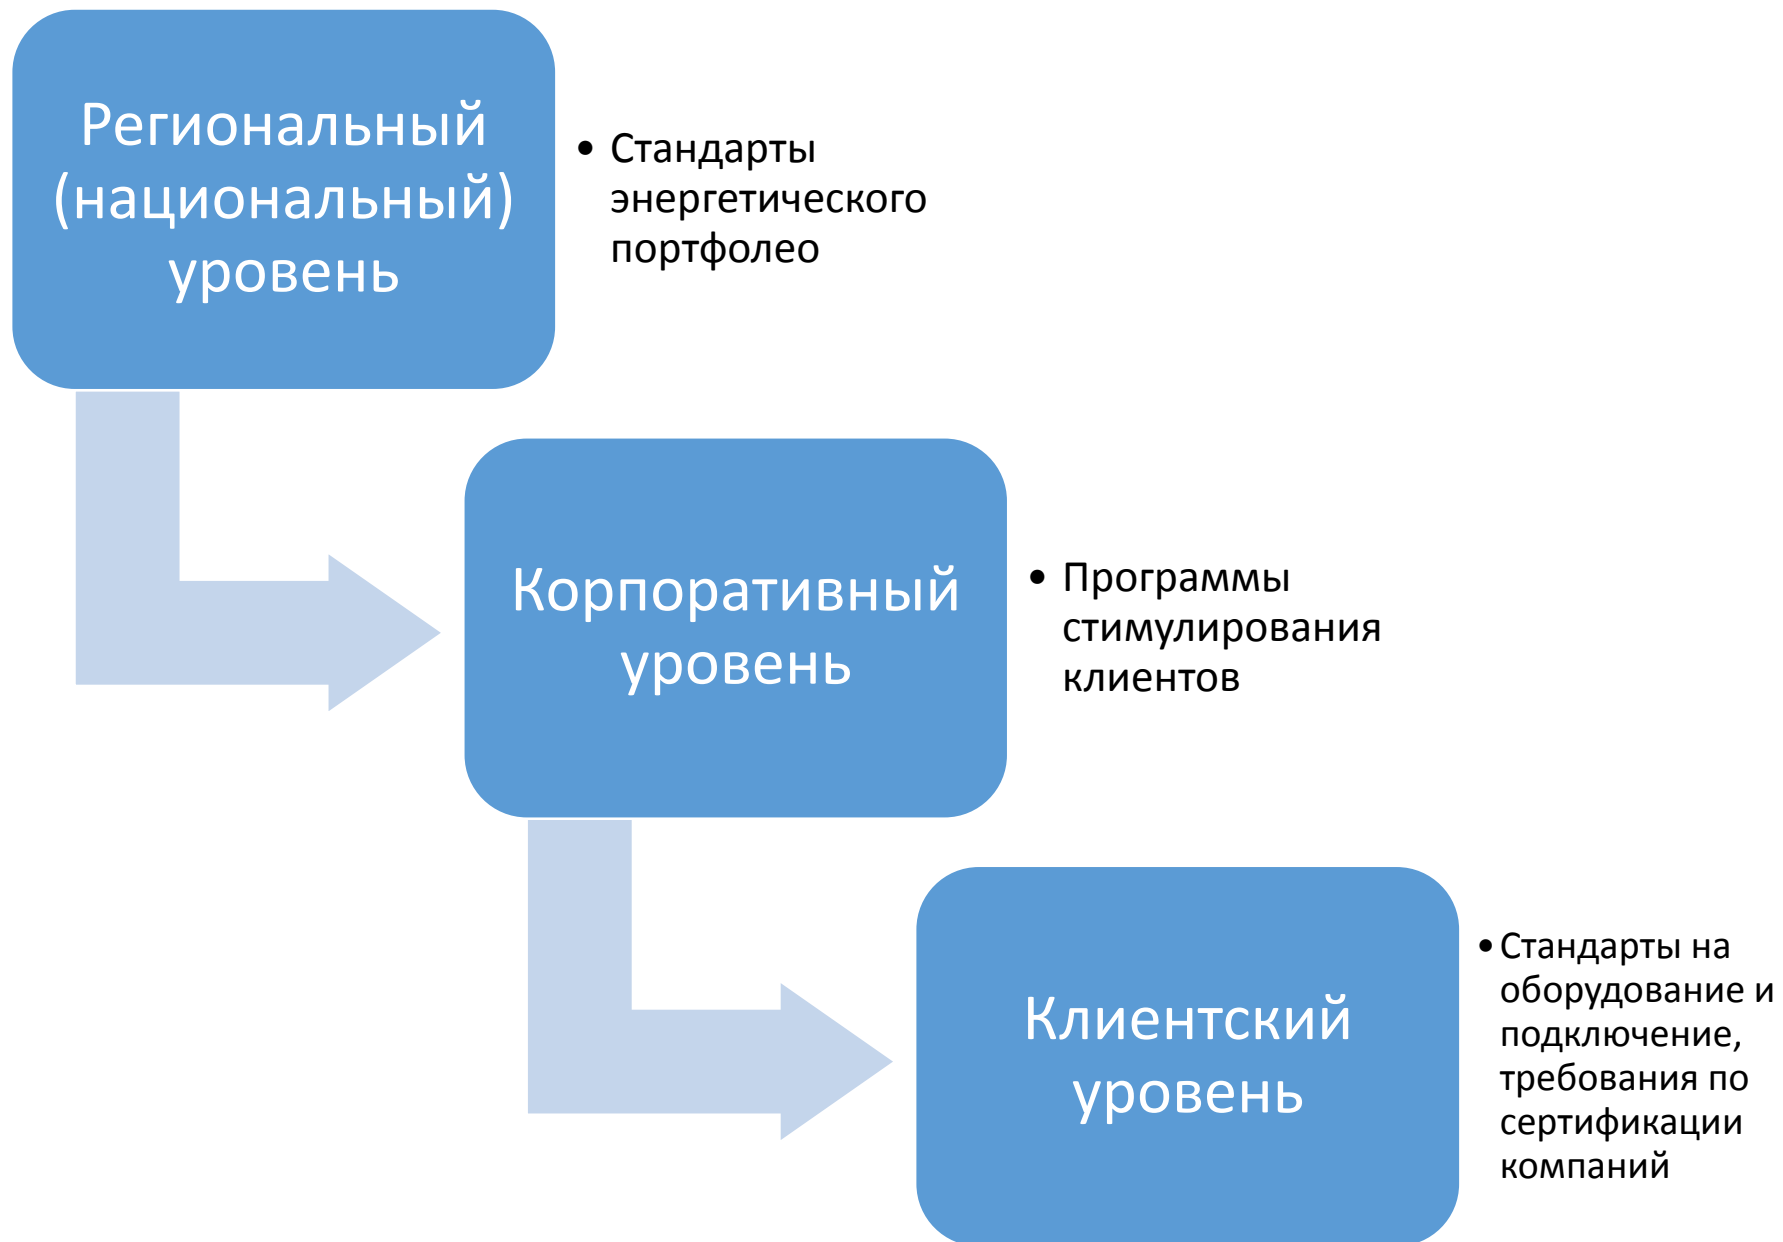 Региональный
(национальный)
уровень
• Стандарты
энергетического
портфолео
Корпоративный
уровень
• Программы
стимулирования
клиентов
Клиентский
уровень
• Стандарты на
оборудование и
подключение,
требования по
сертификации
компаний